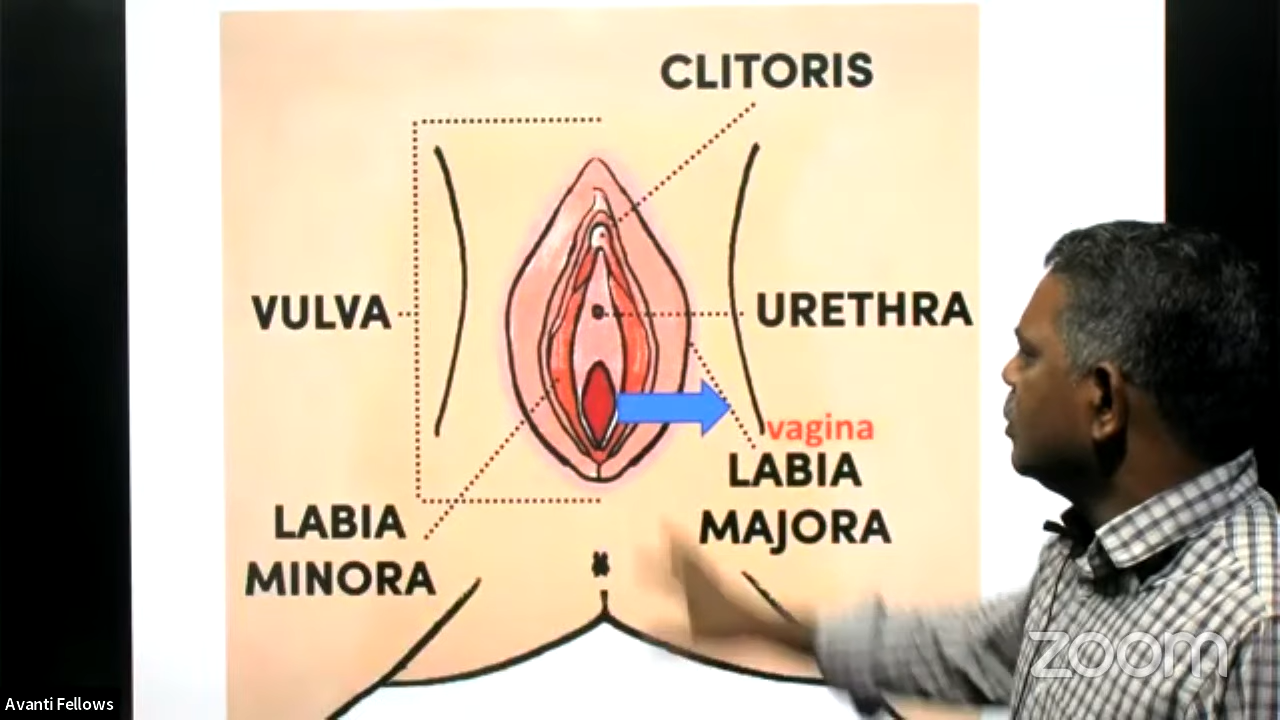 CLITORIS
VULVA
URETHRA
vagina
LABIA
MAJORA
LABIA
MINORA
zoom
Avanti Fellows